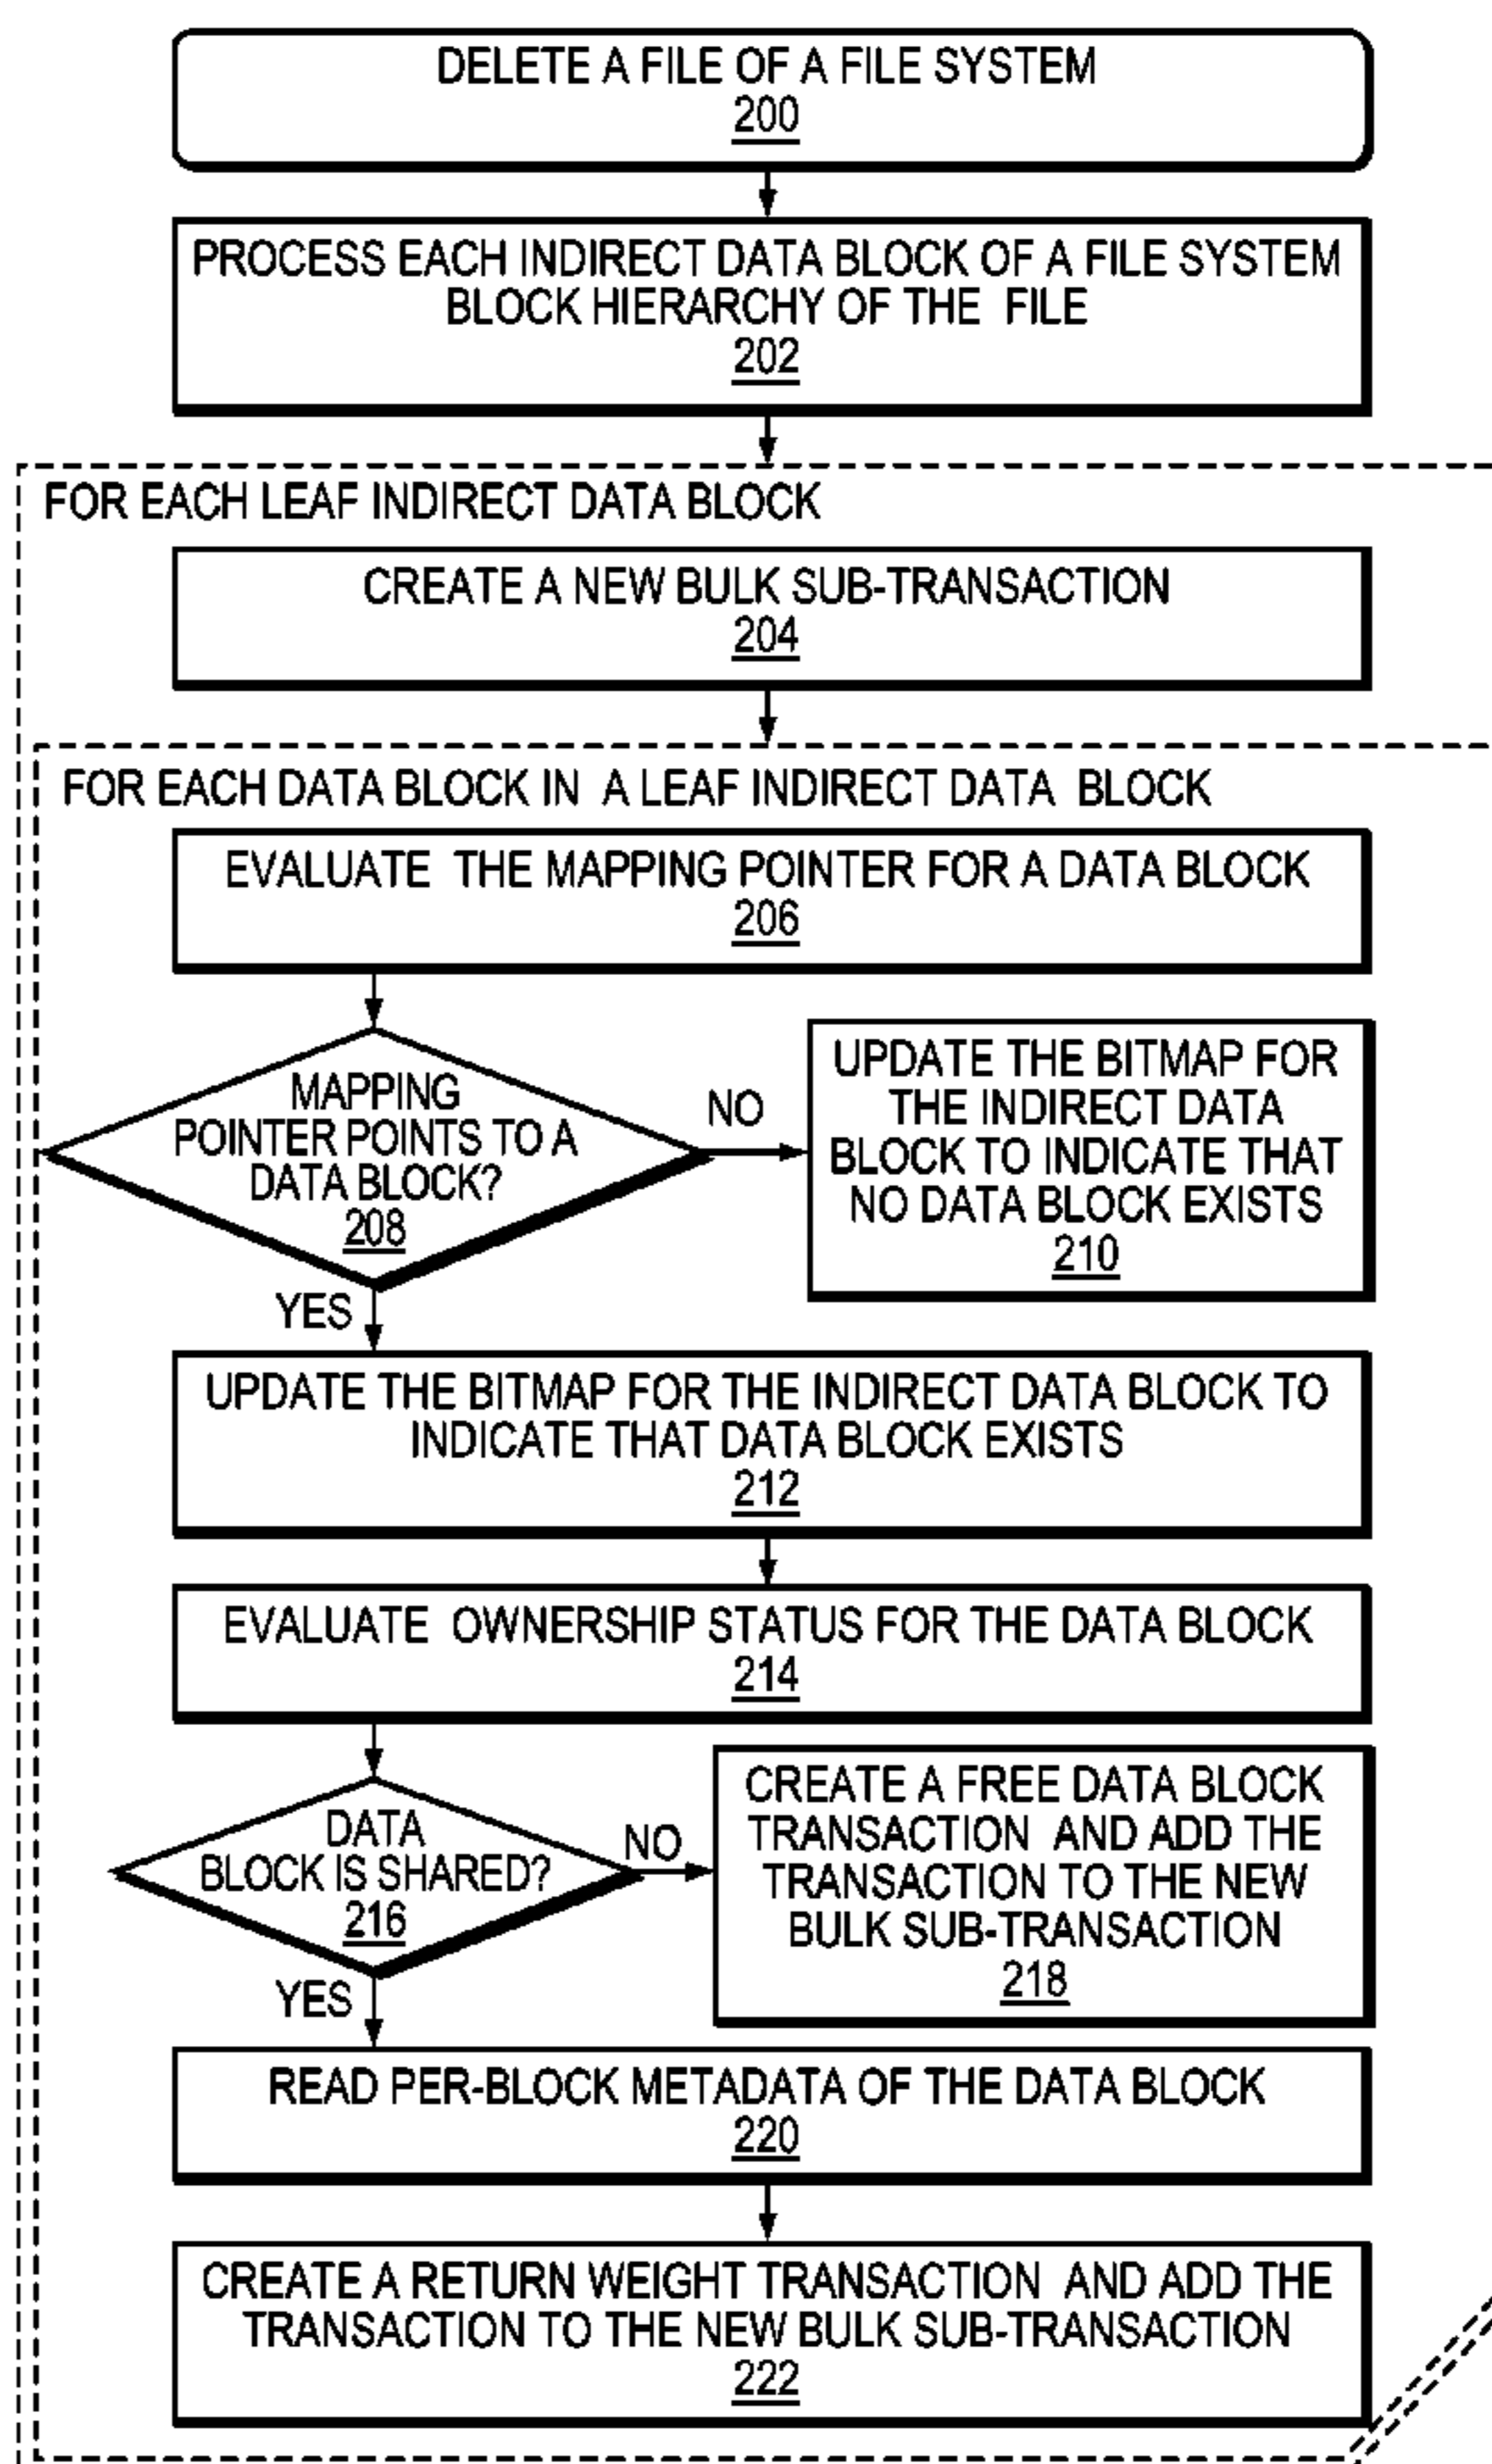 DELETE A FILE OF A FILE SYSTEM
200
PROCESS EACH INDIRECT DATA BLOCK OF A FILE SYSTEM
BLOCK HIERARCHY OF THE FILE
202
FOR EACH LEAF INDIRECT DATA BLOCK
CREATE A NEW BULK SUB-TRANSACTION
204
FOR EACH DATA BLOCK IN A LEAF INDIRECT DATA BLOCK
EVALUATE THE MAPPING POINTER FOR A DATA BLOCK
206
MAPPING
POINTER POINTS TO A
DATA BLOCK?
208
NO
UPDATE THE BITMAP FOR
THE INDIRECT DATA
BLOCK TO INDICATE THAT
NO DATA BLOCK EXISTS
210
YES
UPDATE THE BITMAP FOR THE INDIRECT DATA BLOCK TO
INDICATE THAT DATA BLOCK EXISTS
212
EVALUATE OWNERSHIP STATUS FOR THE DATA BLOCK
214
DATA
BLOCK IS SHARED?
216
NO
CREATE A FREE DATA BLOCK
TRANSACTION AND ADD THE
TRANSACTION TO THE NEW
BULK SUB-TRANSACTION
218
YES
READ PER-BLOCK METADATA OF THE DATA BLOCK
220
CREATE A RETURN WEIGHT TRANSACTION AND ADD THE
TRANSACTION TO THE NEW BULK SUB-TRANSACTION
222